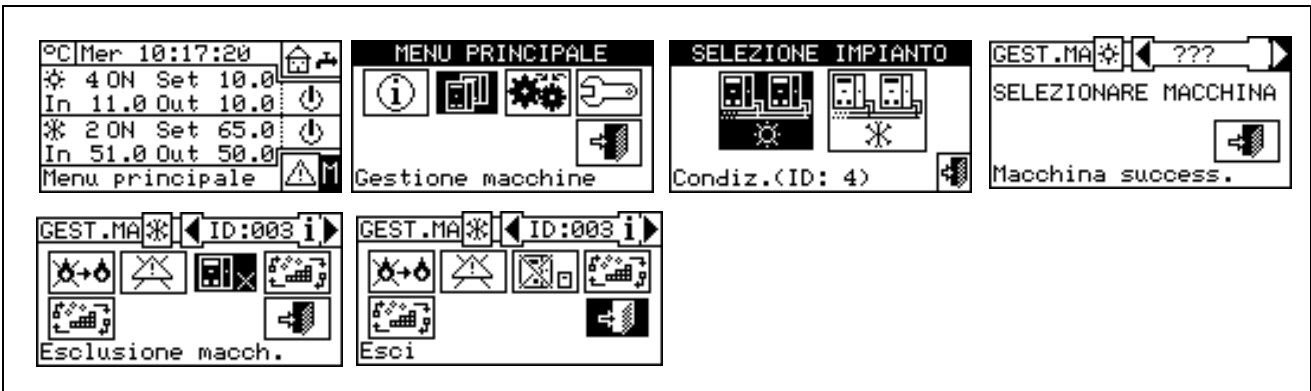 °C Mer 10:17:20
4 ON Set 10.0
In 11.0 Out 10.0
2 ON Set 65.0
In 51.0 Out 50.0
Menu principale M
MENU PRINCIPALE
i
Gestione macchine
SELEZIONE IMPIANTO
Condiz.(ID: 4)
GEST.MA ???
SELEZIONARE MACCHINA
Macchina success.
GEST.MA ID:003 i
Esclusione macch.
GEST.MA ID:003 i
Esci